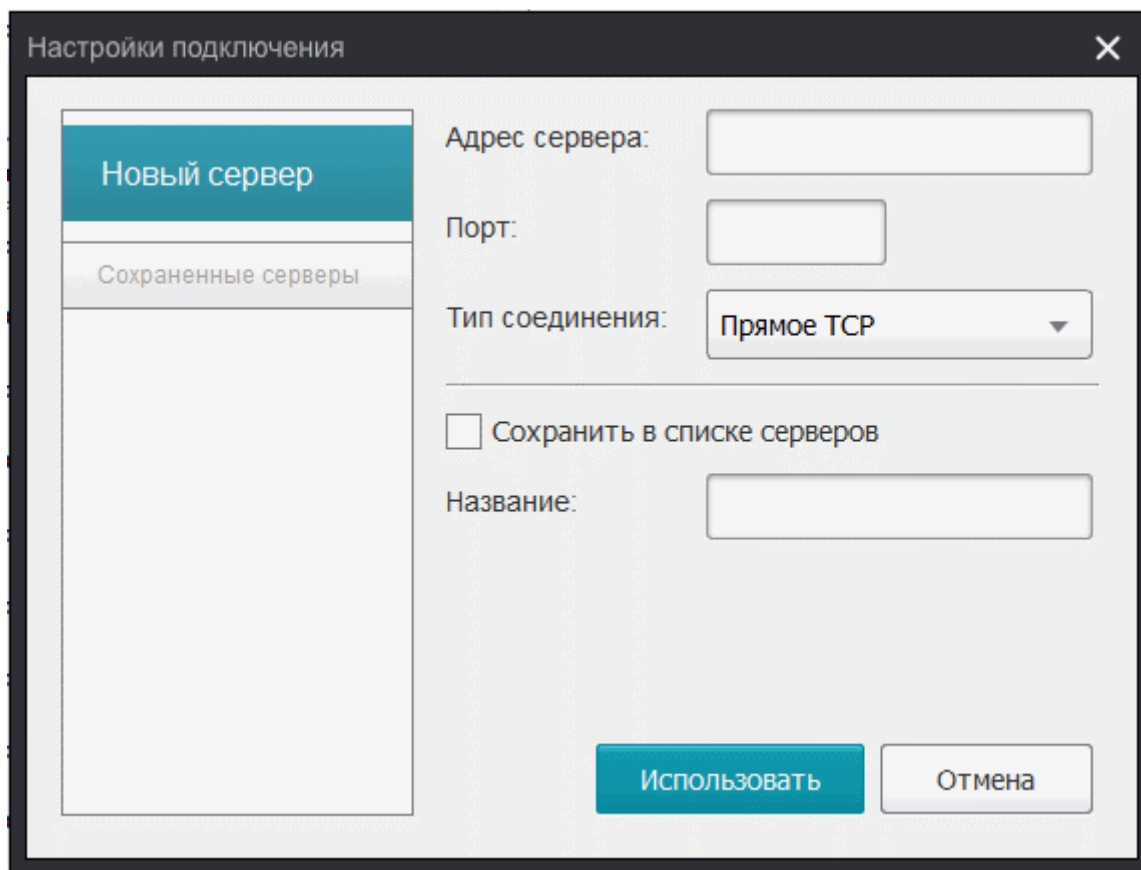 Настройки подключения
Новый сервер
Сохраненные серверы
Адрес сервера:
Порт:
Тип соединения:
Прямое TCP
Сохранить в списке серверов
Название:
Использовать
Отмена